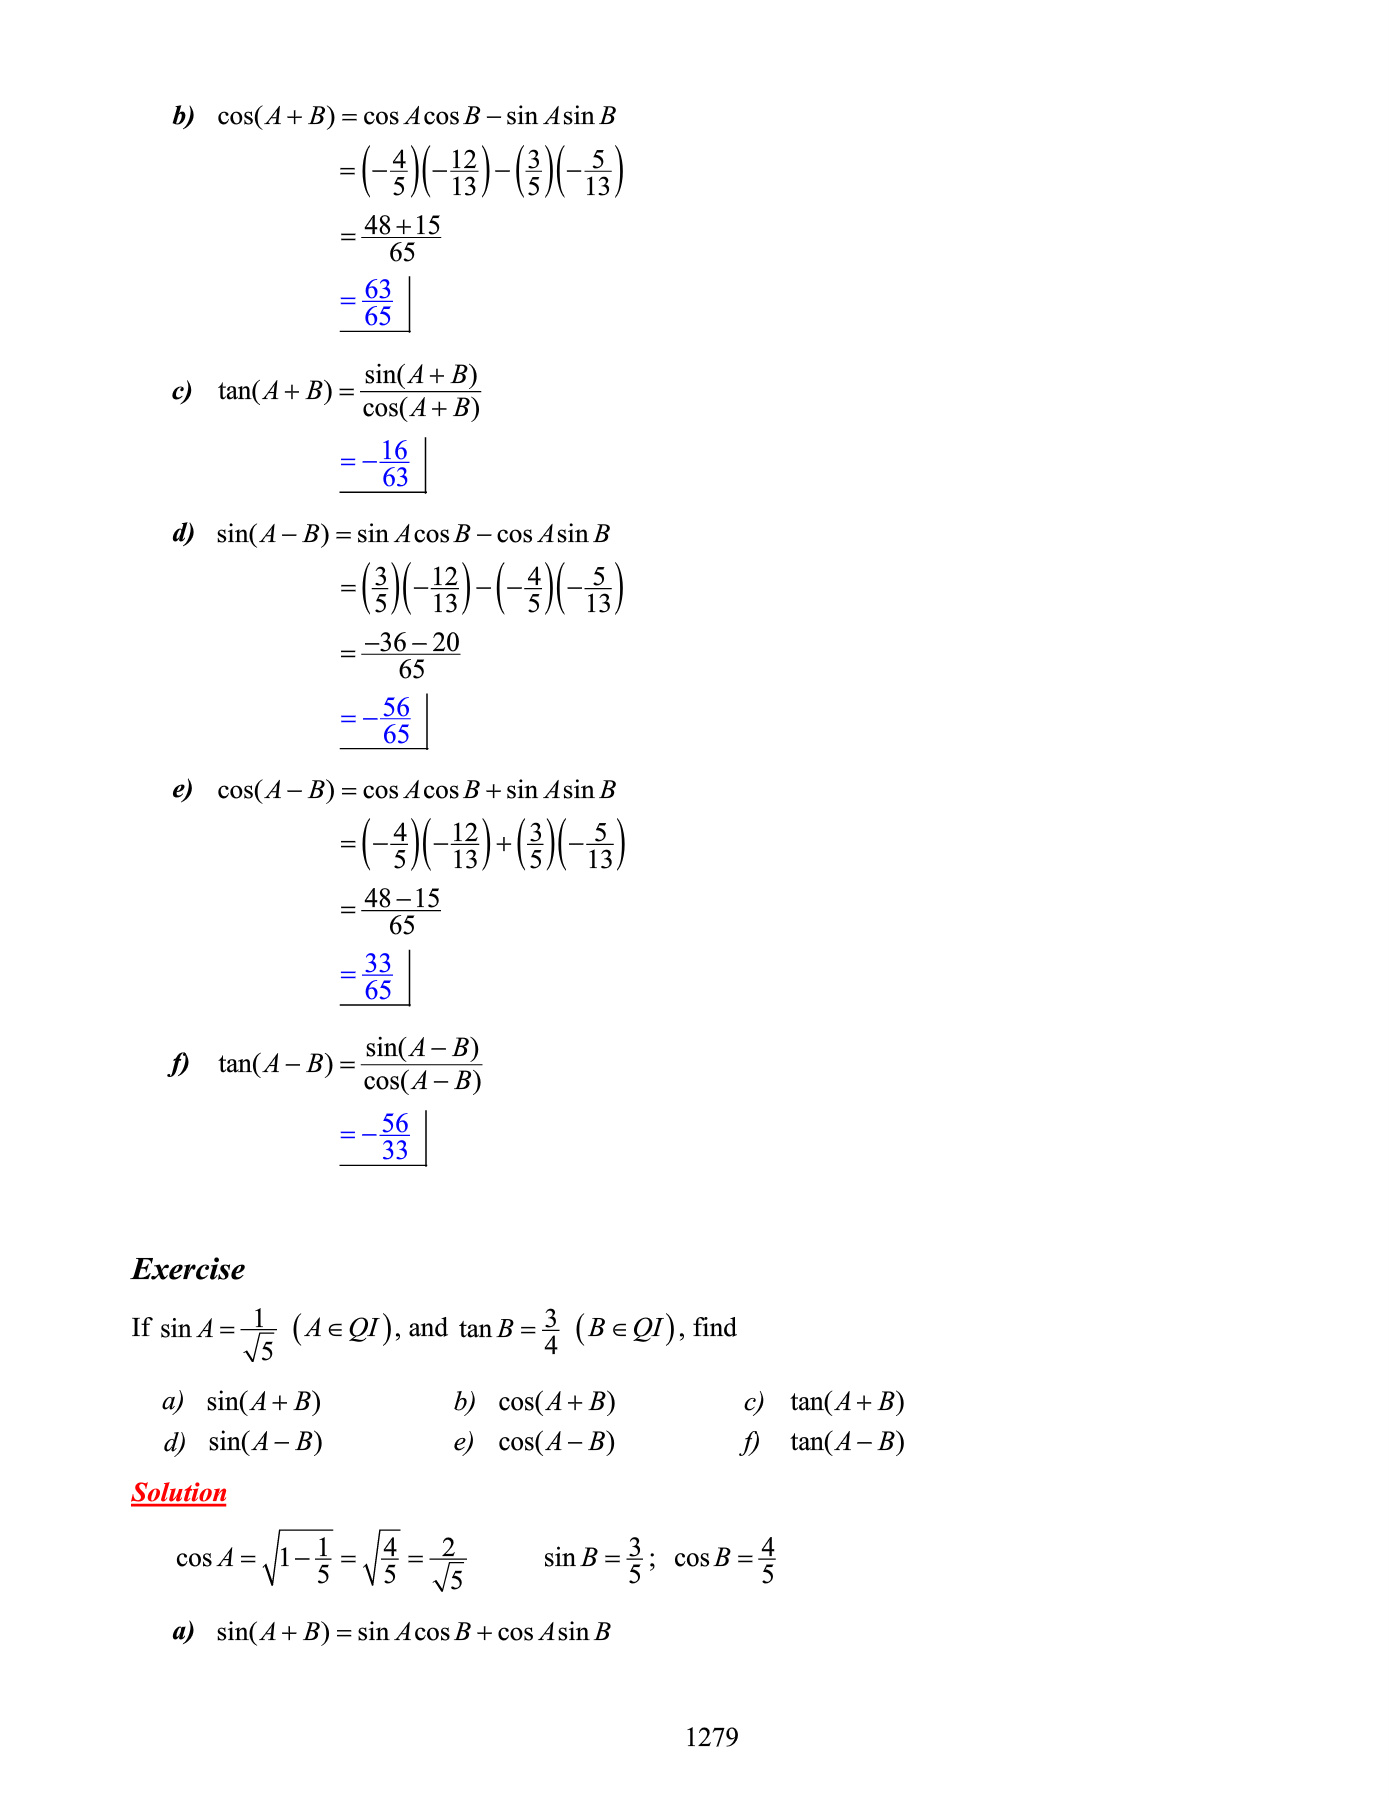 b) cos(A + B) = cos A cos B − sin A sin B
= (−4/5)(−12/13) − (3/5)(−5/13)
= (48 + 15)/65
= 63/65
c) tan(A + B) = sin(A + B)/cos(A + B)
= −16/63
d) sin(A − B) = sin A cos B − cos A sin B
= (3/5)(−12/13) − (−4/5)(−5/13)
= (−36 − 20)/65
= −56/65
e) cos(A − B) = cos A cos B + sin A sin B
= (−4/5)(−12/13) + (3/5)(−5/13)
= (48 − 15)/65
= 33/65
f) tan(A − B) = sin(A − B)/cos(A − B)
= −56/33
Exercise
If sin A = 1/√5 (A ∈ QI), and tan B = 3/4 (B ∈ QI), find
a) sin(A + B) b) cos(A + B) c) tan(A + B)
d) sin(A − B) e) cos(A − B) f) tan(A − B)
Solution
cos A = √(1 − 1/5) = √(4/5) = 2/√5 sin B = 3/5; cos B = 4/5
a) sin(A + B) = sin A cos B + cos A sin B
1279